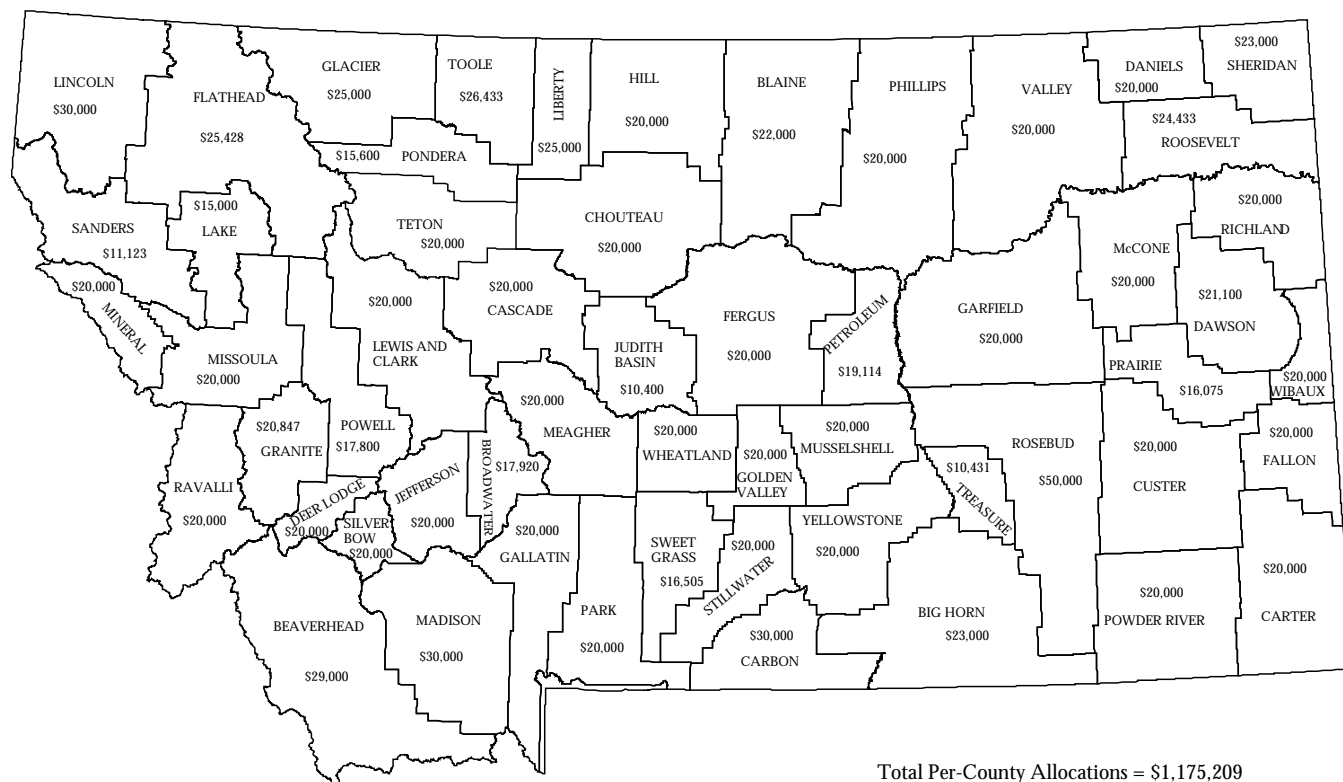 $23,000
SHERIDAN
DANIELS
$20,000
GLACIER
$25,000
TOOLE
$26,433
LIBERTY
$25,000
HILL
$20,000
BLAINE
$22,000
PHILLIPS
$20,000
VALLEY
$20,000
LINCOLN
$30,000
FLATHEAD
$25,428
$24,433
ROOSEVELT
$15,600
PONDERA
$15,000
LAKE
SANDERS
$11,123
TETON
$20,000
CHOUTEAU
$20,000
$20,000
RICHLAND
McCONE
$20,000
$20,000
MINERAL
$20,000
LEWIS AND
CLARK
$20,000
CASCADE
JUDITH
BASIN
$10,400
FERGUS
$20,000
PETROLEUM
$19,114
GARFIELD
$20,000
$21,100
DAWSON
MISSOULA
$20,000
PRAIRIE
$16,075
$20,000
WIBAUX
$20,847
GRANITE
POWELL
$17,800
$20,000
MEAGHER
$20,000
WHEATLAND
$20,000
GOLDEN
VALLEY
$20,000
MUSSELSHELL
ROSEBUD
$50,000
$20,000
CUSTER
$20,000
FALLON
RAVALLI
$20,000
DEER LODGE
$20,000
SILVER
BOW
$20,000
JEFFERSON
$20,000
BROADWATER
$17,920
$20,000
GALLATIN
SWEET
GRASS
$16,505
$20,000
STILLWATER
YELLOWSTONE
$20,000
$10,431
TREASURE
BEAVERHEAD
$29,000
MADISON
$30,000
PARK
$20,000
$30,000
CARBON
BIG HORN
$23,000
$20,000
POWDER RIVER
$20,000
CARTER
Total Per-County Allocations = $1,175,209